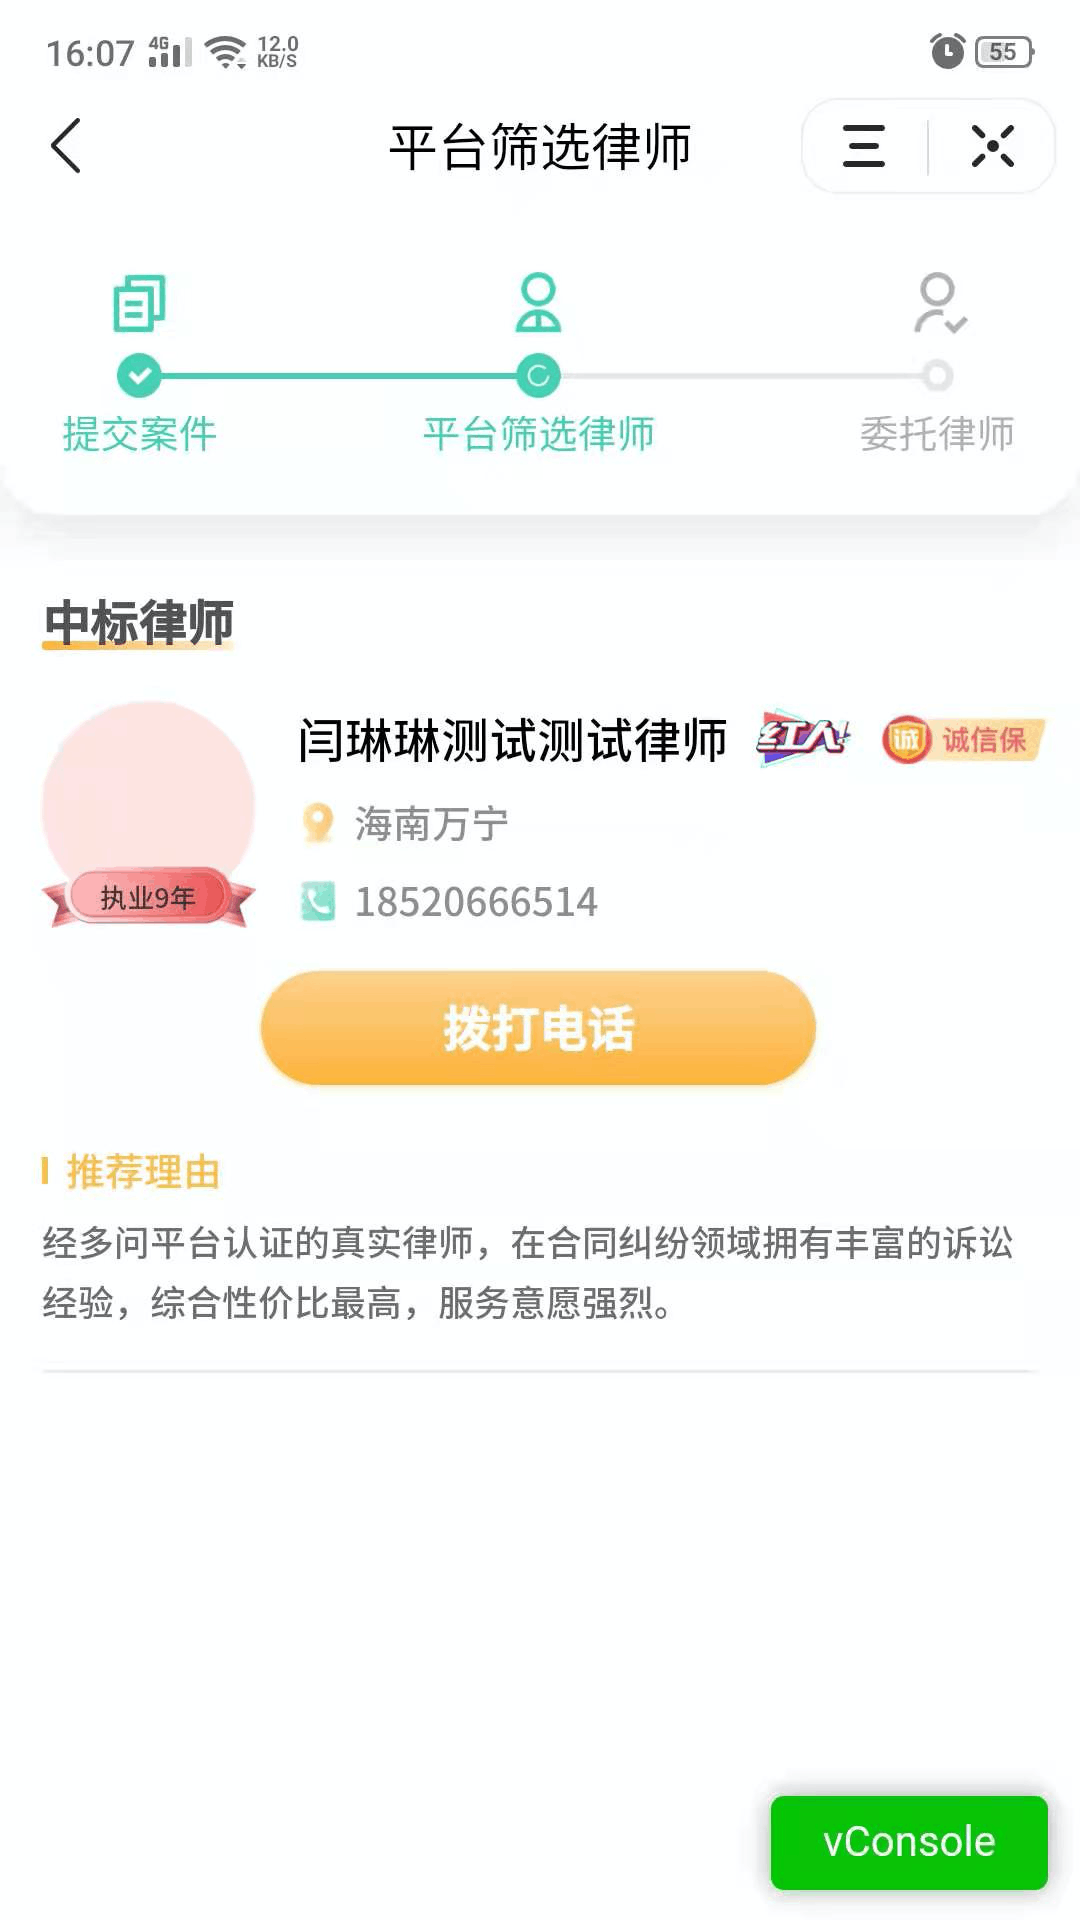 16:07 4G 12.0 KB/S 55
平台筛选律师
提交案件 平台筛选律师 委托律师
中标律师
闫琳琳测试测试律师 红人! 诚 诚信保
海南万宁
执业9年
18520666514
拨打电话
推荐理由
经多问平台认证的真实律师，在合同纠纷领域拥有丰富的诉讼
经验，综合性价比最高，服务意愿强烈。
vConsole